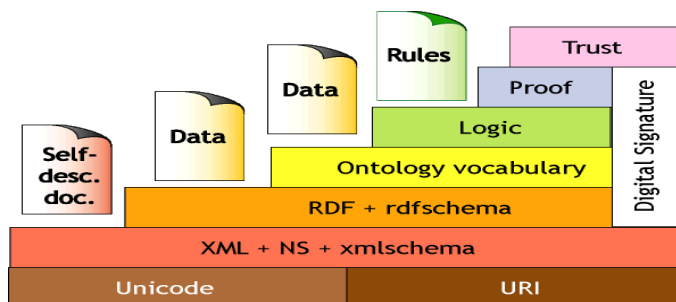 Trust
Rules
Proof
Data
Logic
Data
Ontology vocabulary
Self-
desc.
doc.
RDF + rdfschema
Digital Signature
XML + NS + xmlschema
Unicode
URI